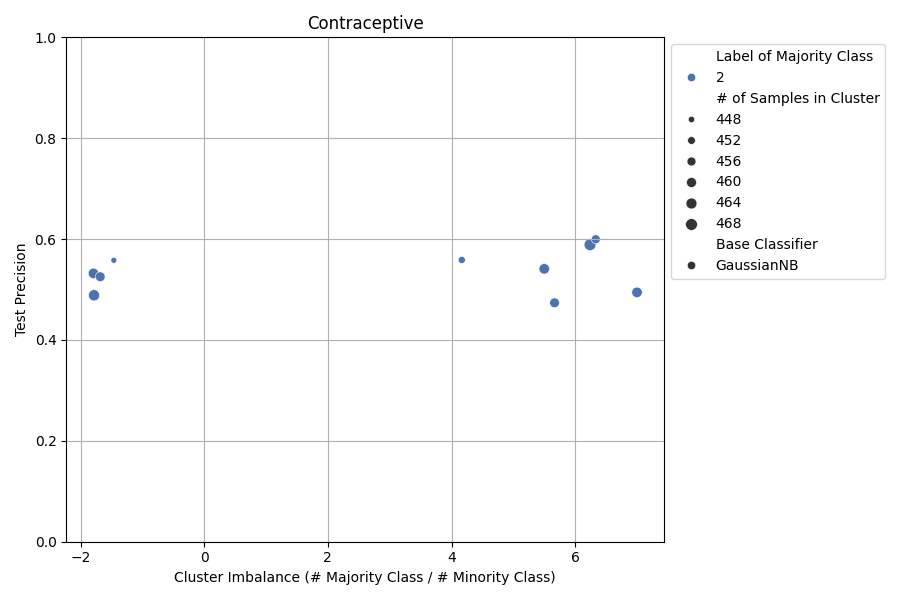 Contraceptive
1.0
0.8
0.6
0.4
0.2
0.0
Test Precision
−2
0
2
4
6
Cluster Imbalance (# Majority Class / # Minority Class)
Label of Majority Class
2
# of Samples in Cluster
448
452
456
460
464
468
Base Classifier
GaussianNB